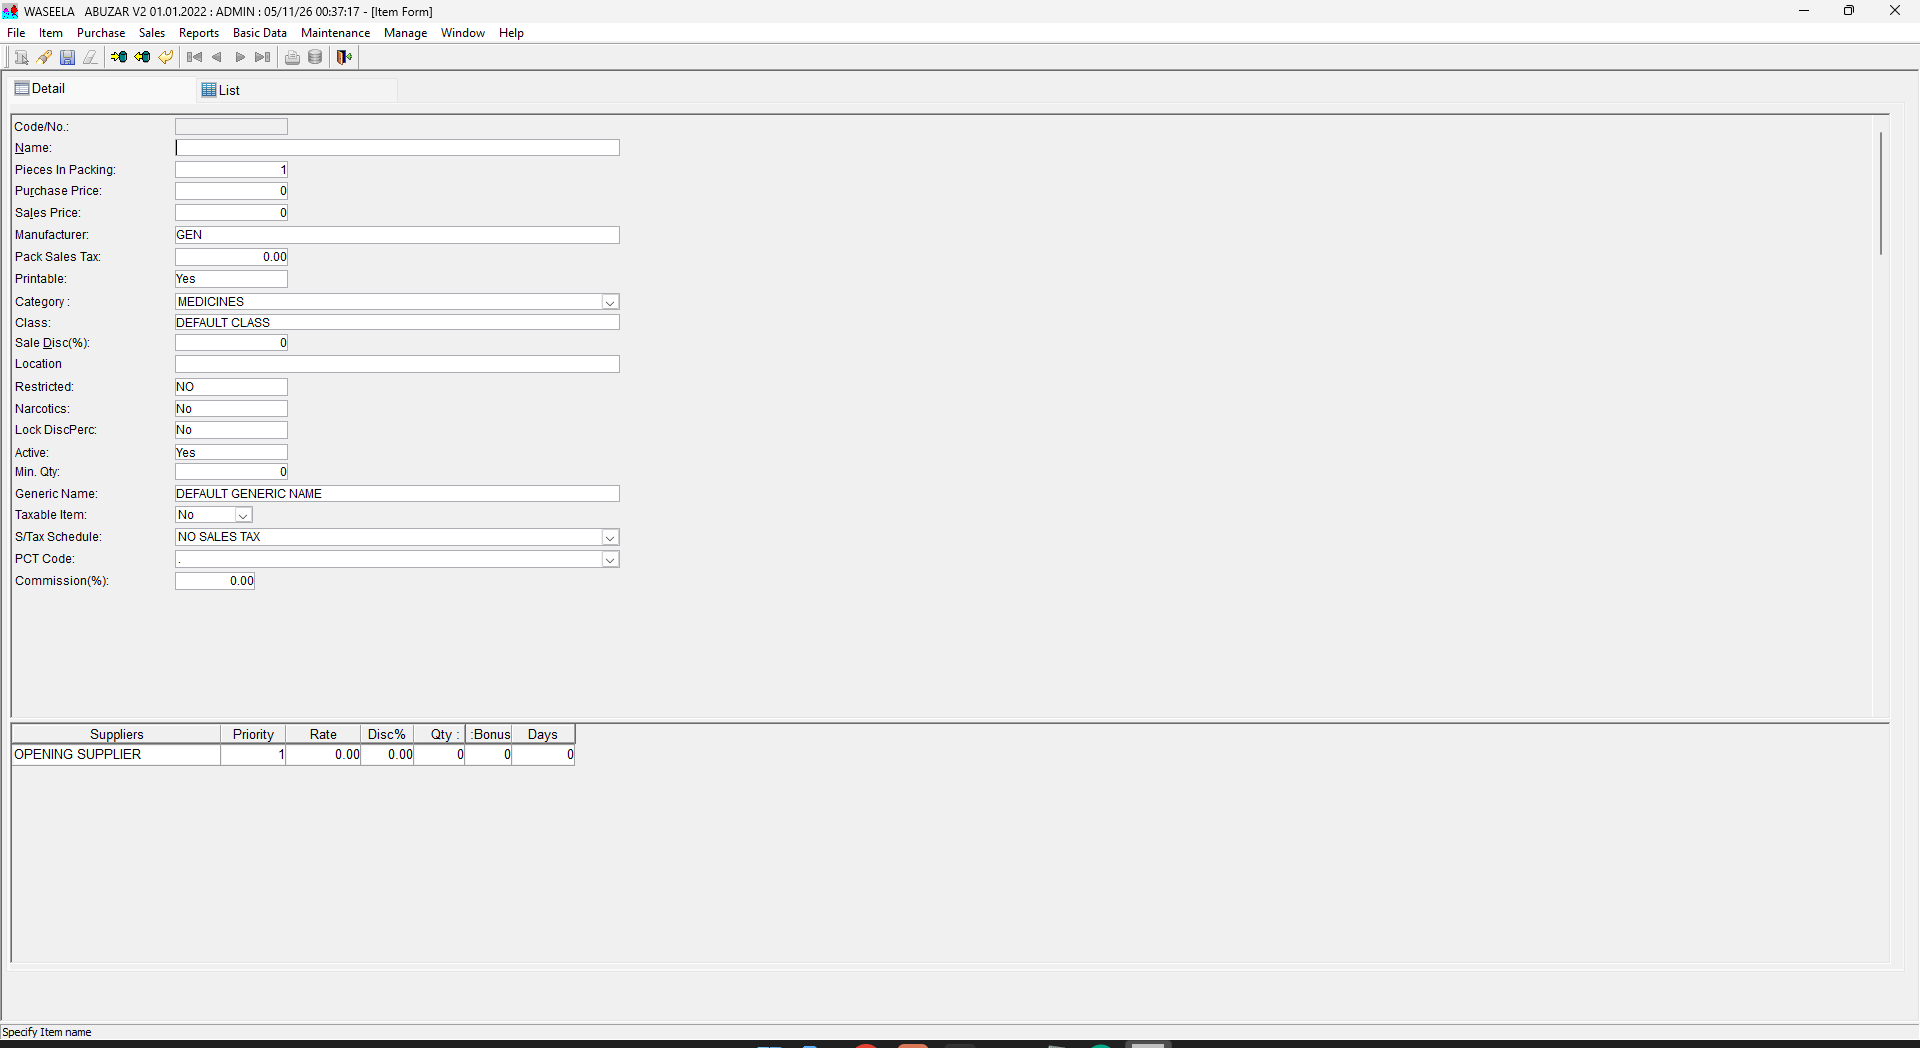 WASEELA   ABUZAR V2 01.01.2022 : ADMIN : 05/11/26 00:37:17 - [Item Form]
File Item Purchase Sales Reports Basic Data Maintenance Manage Window Help
Detail List
Code/No.:
Name:
Pieces In Packing: 1
Purchase Price: 0
Sales Price: 0
Manufacturer: GEN
Pack Sales Tax: 0.00
Printable: Yes
Category : MEDICINES
Class: DEFAULT CLASS
Sale Disc(%): 0
Location
Restricted: NO
Narcotics: No
Lock DiscPerc: No
Active: Yes
Min. Qty: 0
Generic Name: DEFAULT GENERIC NAME
Taxable Item: No
S/Tax Schedule: NO SALES TAX
PCT Code: .
Commission(%): 0.00
Suppliers Priority Rate Disc% Qty : :Bonus Days
OPENING SUPPLIER 1 0.00 0.00 0 0 0
Specify Item name